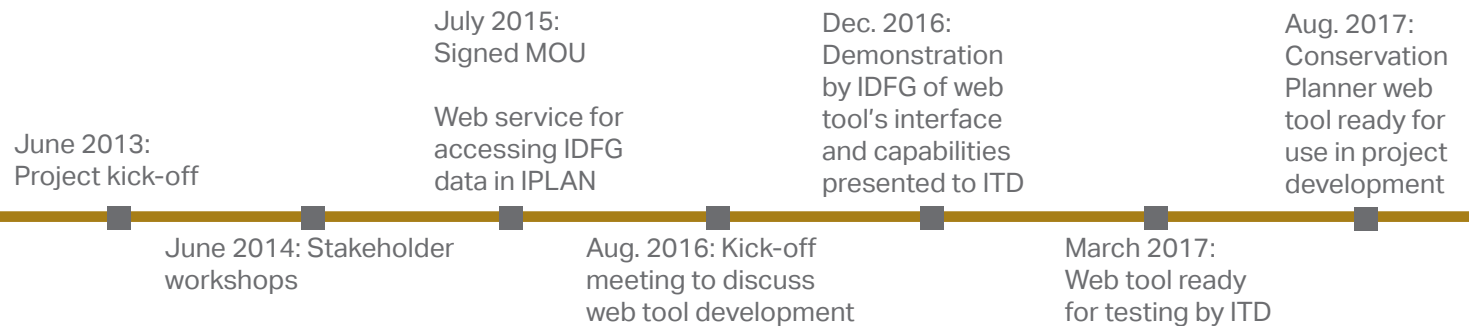 June 2013:
Project kick-off
June 2014: Stakeholder
workshops
July 2015:
Signed MOU
Web service for
accessing IDFG
data in IPLAN
Aug. 2016: Kick-off
meeting to discuss
web tool development
Dec. 2016:
Demonstration
by IDFG of web
tool's interface
and capabilities
presented to ITD
March 2017:
Web tool ready
for testing by ITD
Aug. 2017:
Conservation
Planner web
tool ready for
use in project
development